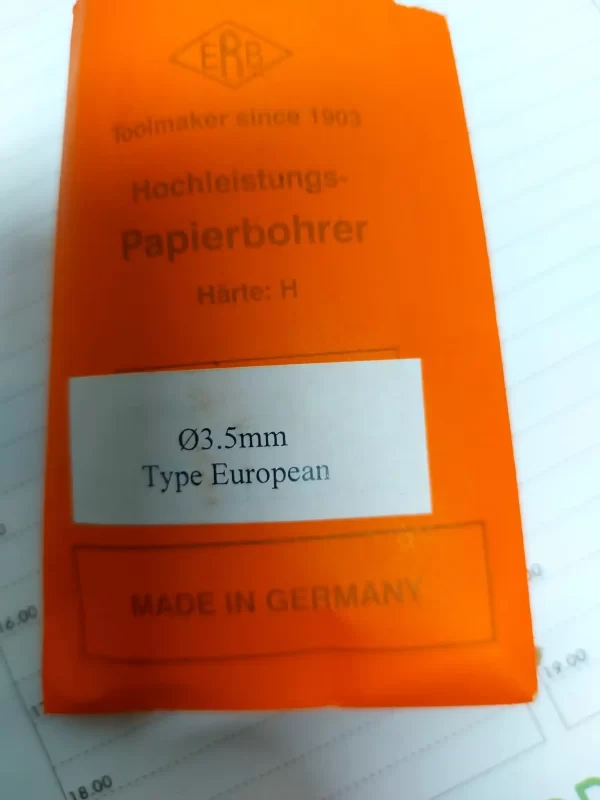 ERB
Toolmaker since 1903
Hochleistungs-
Papierbohrer
Härte: H
Ø3.5mm
Type European
MADE IN GERMANY
16.00
18.00
19.00